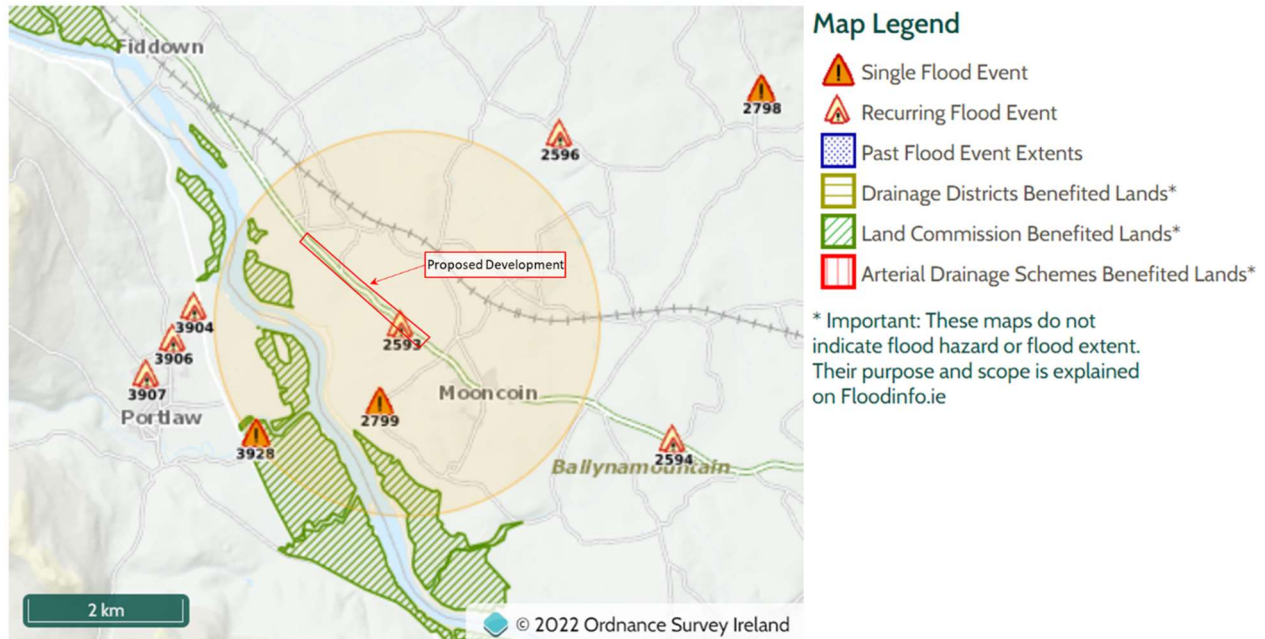 Fiddown
2798
2596
Proposed Development
3904
2593
3906
3907
Portlaw
Mooncoin
2799
3928
2594
Ballynamountain
2 km
© 2022 Ordnance Survey Ireland
Map Legend
Single Flood Event
Recurring Flood Event
Past Flood Event Extents
Drainage Districts Benefited Lands*
Land Commission Benefited Lands*
Arterial Drainage Schemes Benefited Lands*
* Important: These maps do not
indicate flood hazard or flood extent.
Their purpose and scope is explained
on Floodinfo.ie